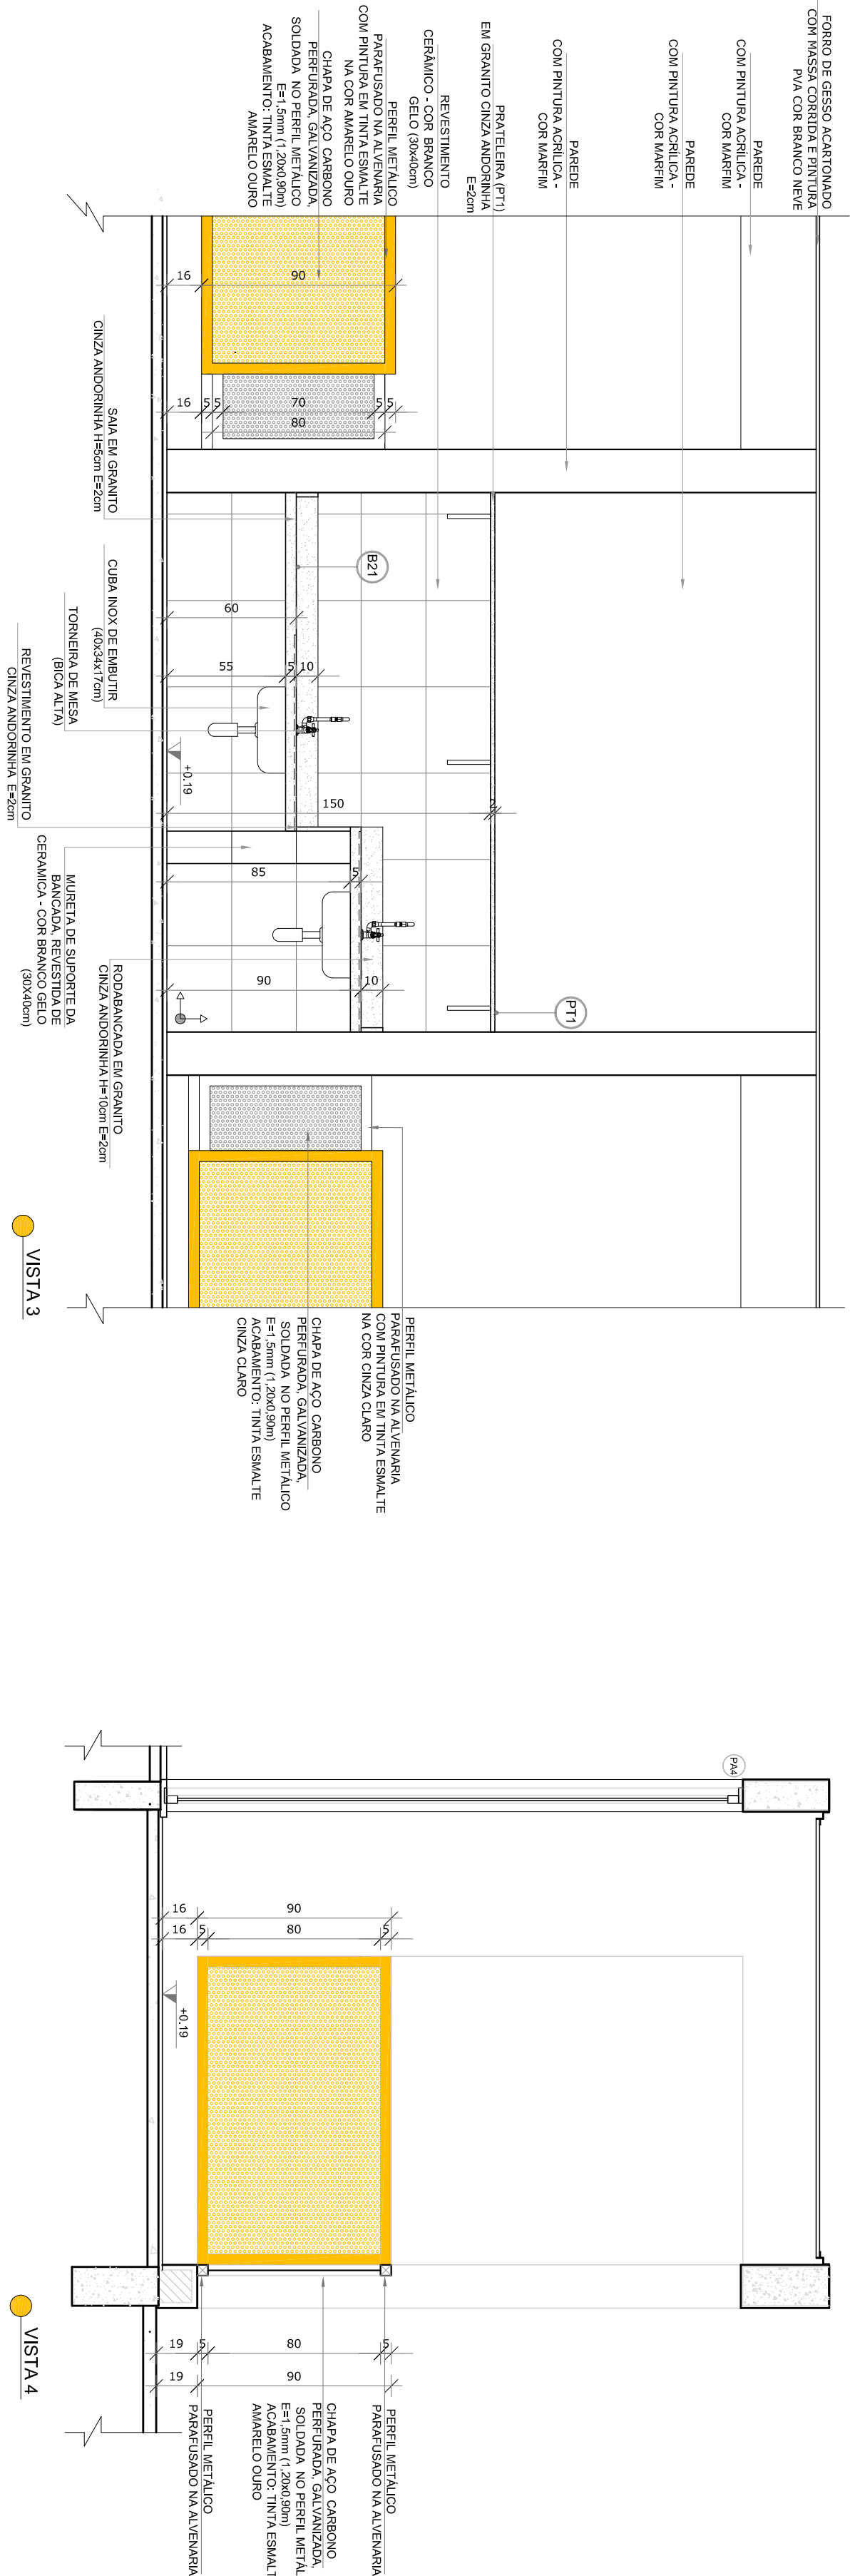 FORRO DE GESSO ACARTONADO
COM MASSA CORRIDA E PINTURA
PVA COR BRANCO NEVE
PAREDE
COM PINTURA ACRÍLICA -
COR MARFIM
PAREDE
COM PINTURA ACRÍLICA -
COR MARFIM
PAREDE
COM PINTURA ACRÍLICA -
COR MARFIM
PRATELEIRA (PT1)
EM GRANITO CINZA ANDORINHA
E=2cm
REVESTIMENTO
CERÂMICO - COR BRANCO
GELO (30x40cm)
PERFIL METÁLICO
PARAFUSADO NA ALVENARIA
COM PINTURA EM TINTA ESMALTE
NA COR AMARELO OURO
CHAPA DE AÇO CARBONO
PERFURADA, GALVANIZADA,
SOLDADA NO PERFIL METÁLICO
E=1,5mm (1,20x0,90m)
ACABAMENTO: TINTA ESMALTE
AMARELO OURO
16
90
16
5
5
70
5
5
80
B21
60
55
5
10
+0.19
150
2
85
5
90
10
PT1
SAIA EM GRANITO
CINZA ANDORINHA H=5cm E=2cm
CUBA INOX DE EMBUTIR
(40x34x17cm)
TORNEIRA DE MESA
(BICA ALTA)
REVESTIMENTO EM GRANITO
CINZA ANDORINHA E=2cm
MURETA DE SUPORTE DA
BANCADA, REVESTIDA DE
CERAMICA - COR BRANCO GELO
(30X40cm)
RODABANCADA EM GRANITO
CINZA ANDORINHA H=10cm E=2cm
PERFIL METÁLICO
PARAFUSADO NA ALVENARIA
COM PINTURA EM TINTA ESMALTE
NA COR CINZA CLARO
CHAPA DE AÇO CARBONO
PERFURADA, GALVANIZADA,
SOLDADA NO PERFIL METÁLICO
E=1,5mm (1,20x0,90m)
ACABAMENTO: TINTA ESMALTE
CINZA CLARO
VISTA 3
PA4
16
90
16
5
80
5
+0.19
19
5
80
5
19
90
PERFIL METÁLICO
PARAFUSADO NA ALVENARIA
CHAPA DE AÇO CARBONO
PERFURADA, GALVANIZADA,
SOLDADA NO PERFIL METÁL
E=1,5mm (1,20x0,90m)
ACABAMENTO: TINTA ESMALT
AMARELO OURO
PERFIL METÁLICO
PARAFUSADO NA ALVENARIA
VISTA 4